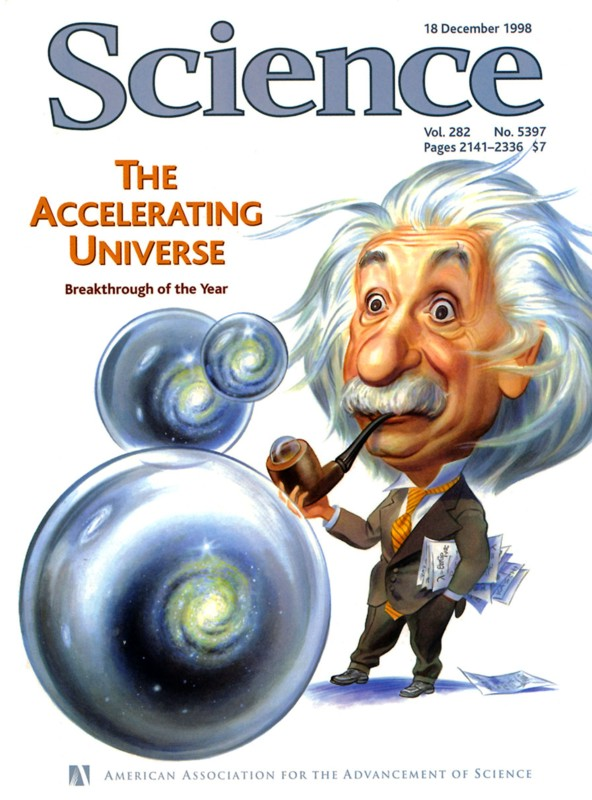 Science
18 December 1998
Vol. 282 No. 5397
Pages 2141–2336 $7
THE
ACCELERATING
UNIVERSE
Breakthrough of the Year
AMERICAN ASSOCIATION FOR THE ADVANCEMENT OF SCIENCE